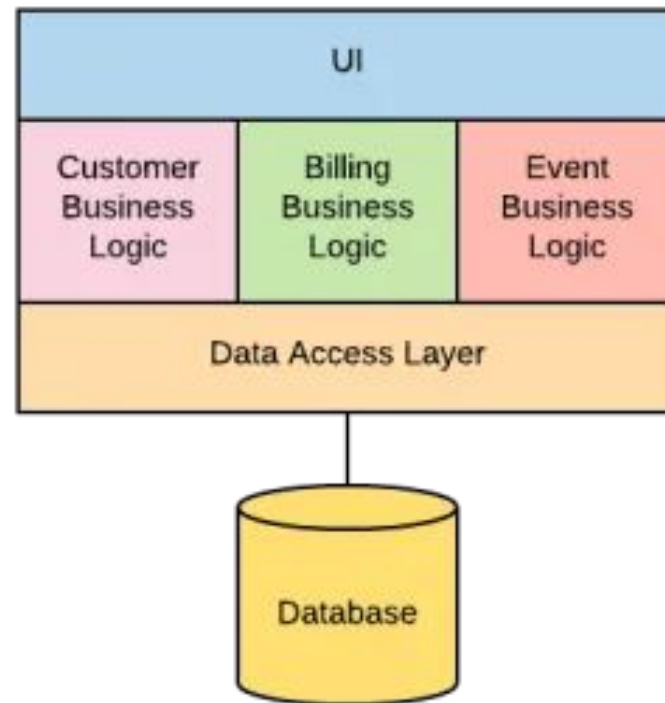 UI
Customer
Business
Logic
Billing
Business
Logic
Event
Business
Logic
Data Access Layer
Database